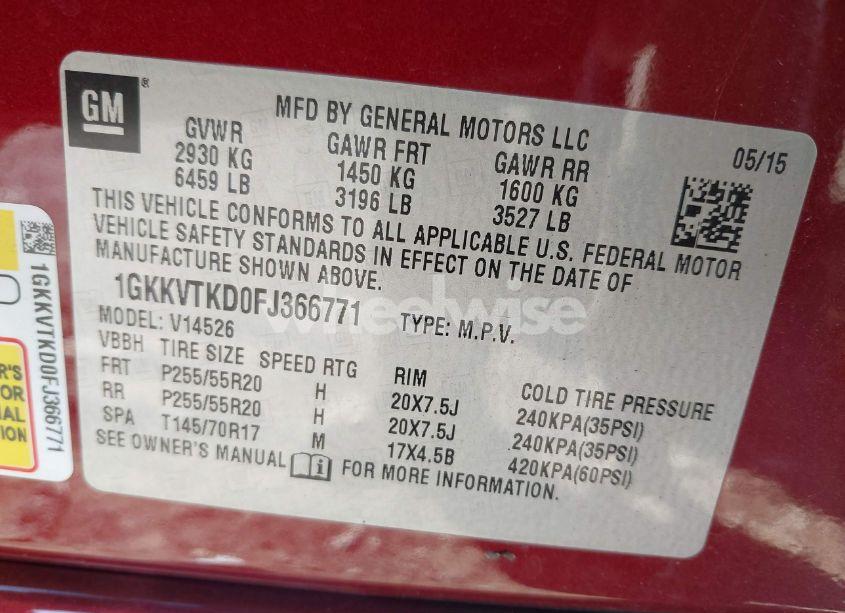 GM ®
MFD BY GENERAL MOTORS LLC
05/15
GVWR GAWR FRT GAWR RR
2930 KG 1450 KG 1600 KG
6459 LB 3196 LB 3527 LB
THIS VEHICLE CONFORMS TO ALL APPLICABLE U.S. FEDERAL MOTOR
VEHICLE SAFETY STANDARDS IN EFFECT ON THE DATE OF
MANUFACTURE SHOWN ABOVE.
1GKKVTKD0FJ366771 TYPE: M.P.V.
MODEL: V14526
VBBH TIRE SIZE SPEED RTG RIM COLD TIRE PRESSURE
FRT P255/55R20 H 20X7.5J 240KPA(35PSI)
RR P255/55R20 H 20X7.5J 240KPA(35PSI)
SPA T145/70R17 M 17X4.5B 420KPA(60PSI)
SEE OWNER'S MANUAL i FOR MORE INFORMATION.
wheelwise
1GKKVTKD0FJ366771
R'S
OR
AL
ION